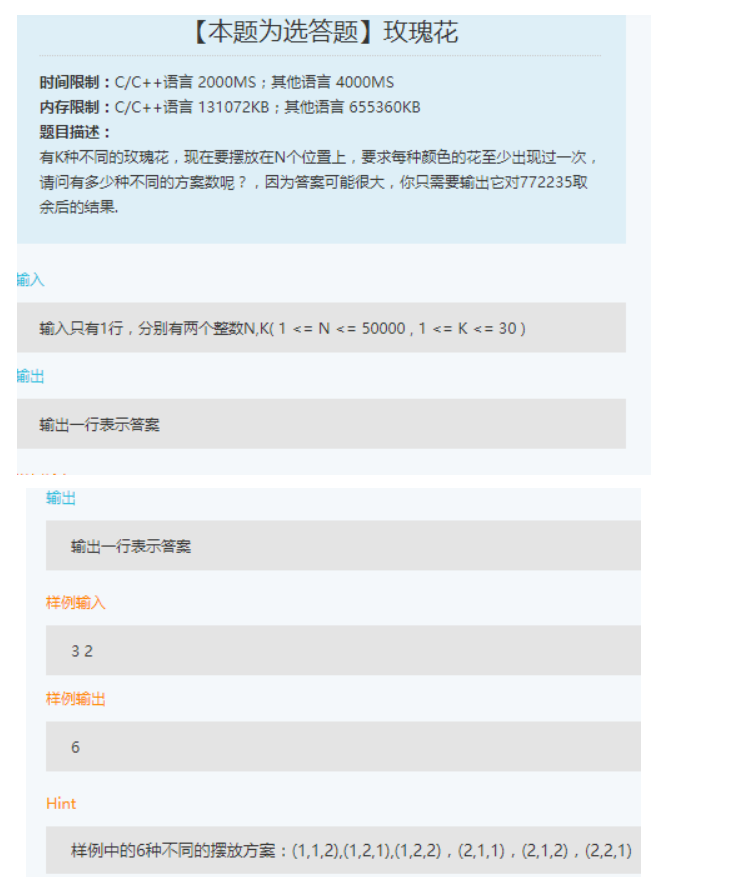 【本题为选答题】玫瑰花
时间限制：C/C++语言 2000MS；其他语言 4000MS
内存限制：C/C++语言 131072KB；其他语言 655360KB
题目描述：
有K种不同的玫瑰花，现在要摆放在N个位置上，要求每种颜色的花至少出现过一次，
请问有多少种不同的方案数呢？，因为答案可能很大，你只需要输出它对772235取
余后的结果.
输入
输入只有1行，分别有两个整数N,K( 1 <= N <= 50000 , 1 <= K <= 30 )
输出
输出一行表示答案
输出
输出一行表示答案
样例输入
3 2
样例输出
6
Hint
样例中的6种不同的摆放方案：(1,1,2),(1,2,1),(1,2,2)，(2,1,1)，(2,1,2)，(2,2,1)